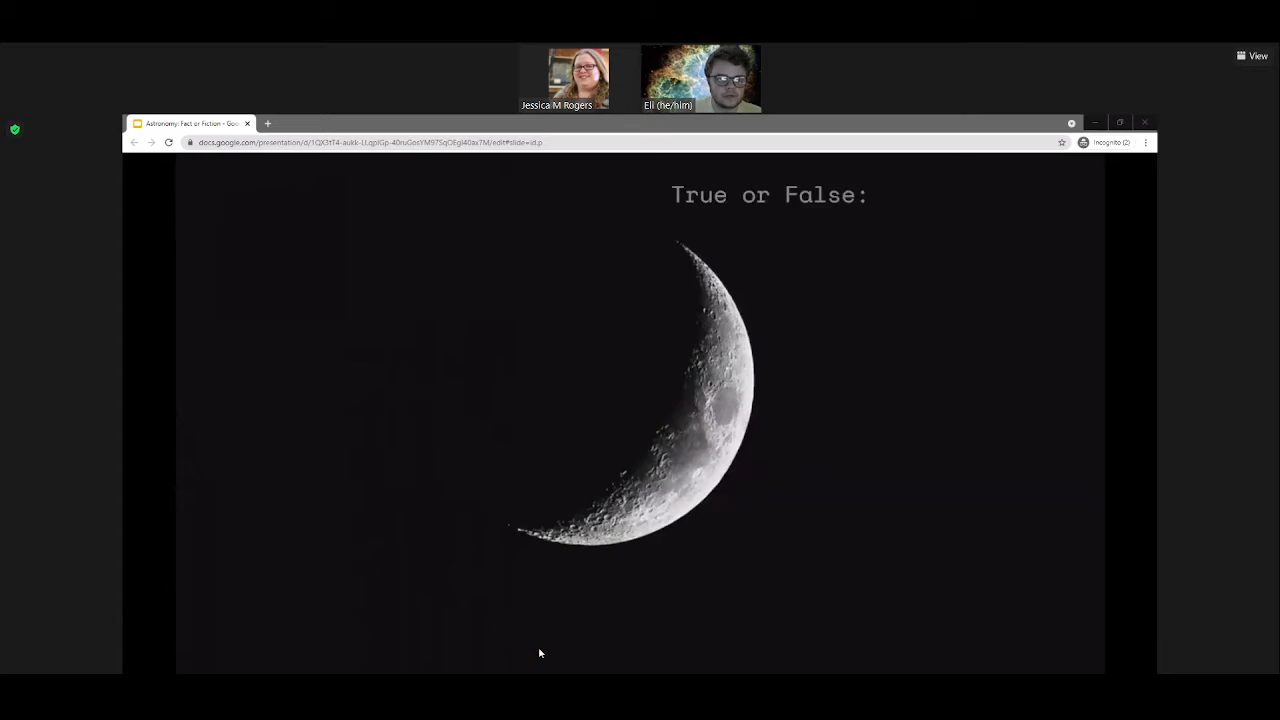 View
Jessica M Rogers
Eli (he/him)
Astronomy: Fact or Fiction - Goo
Incognito (2)
True or False: